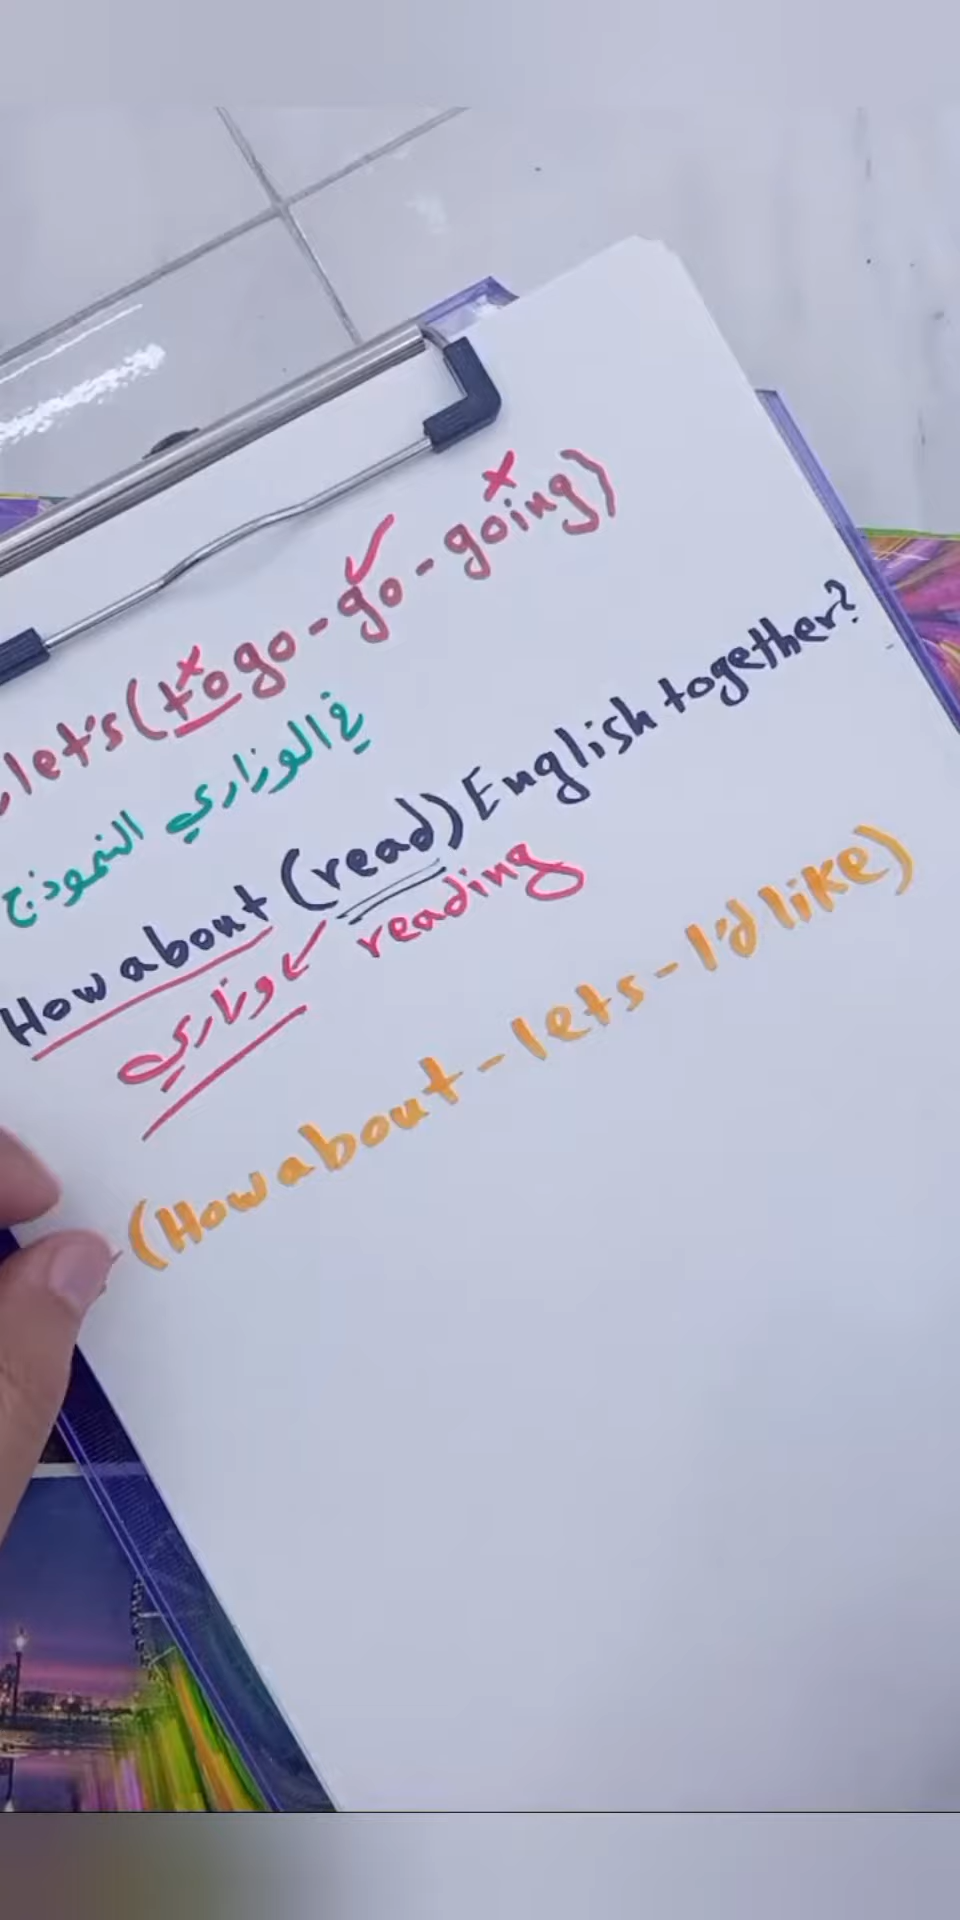 let's (to go - go - going)
في الوزاري النموذج
How about (read) English together?
وزاري reading
(How about - lets - I'd like)